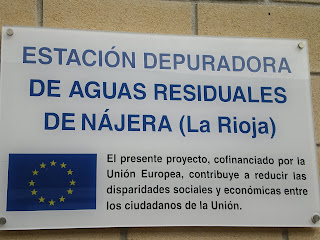 ESTACIÓN DEPURADORA
DE AGUAS RESIDUALES
DE NÁJERA (La Rioja)
El presente proyecto, cofinanciado por la
Unión Europea, contribuye a reducir las
disparidades sociales y económicas entre
los ciudadanos de la Unión.